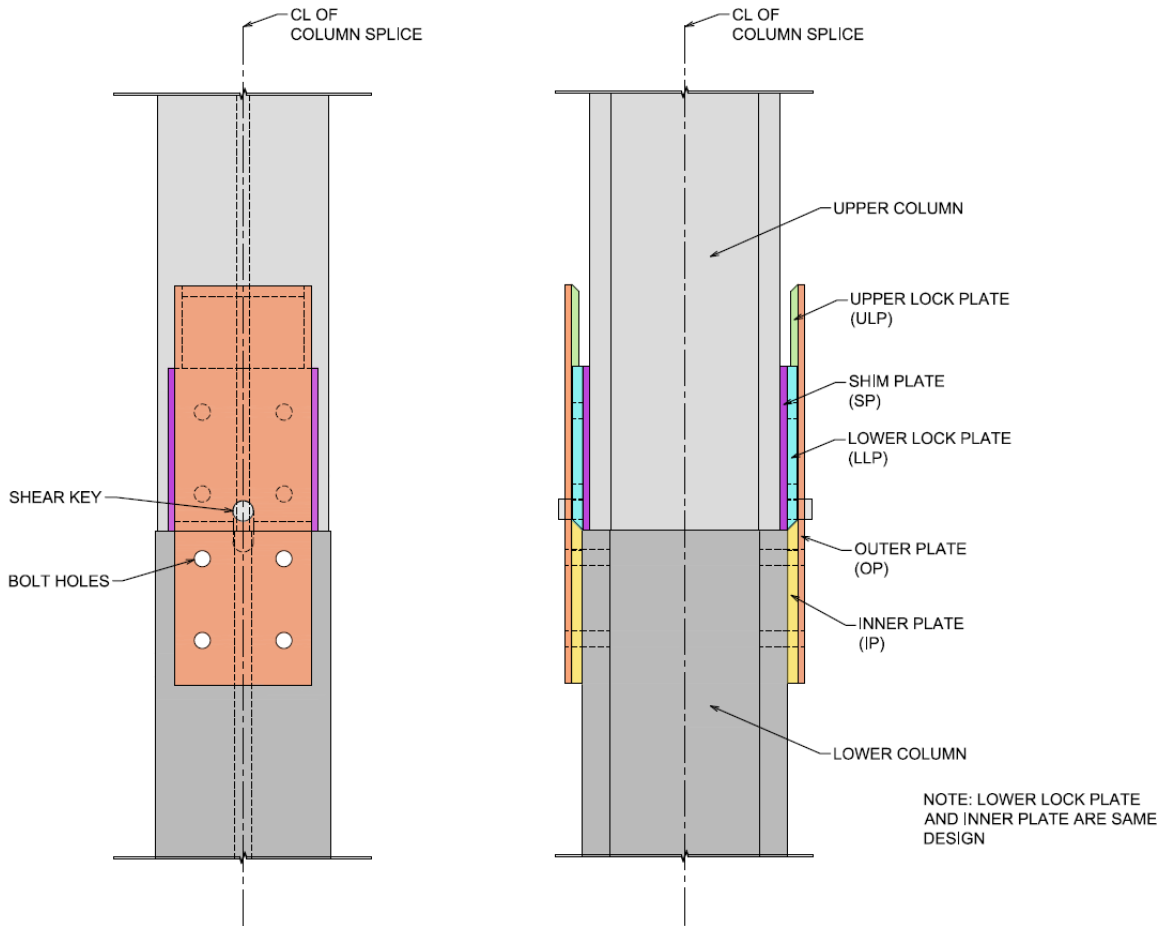 CL OF
COLUMN SPLICE
CL OF
COLUMN SPLICE
UPPER COLUMN
UPPER LOCK PLATE
(ULP)
SHIM PLATE
(SP)
LOWER LOCK PLATE
(LLP)
SHEAR KEY
OUTER PLATE
(OP)
BOLT HOLES
INNER PLATE
(IP)
LOWER COLUMN
NOTE: LOWER LOCK PLATE
AND INNER PLATE ARE SAME
DESIGN